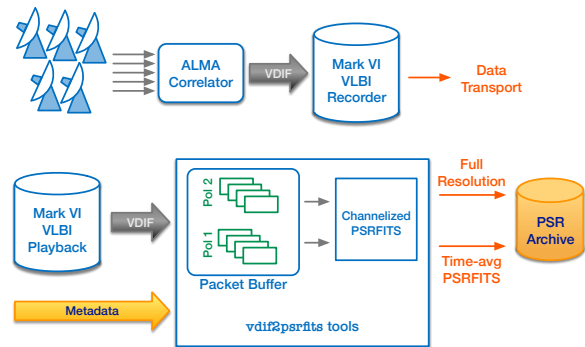 ALMA
Correlator
VDIF
Mark VI
VLBI
Recorder
Data
Transport
Mark VI
VLBI
Playback
VDIF
Metadata
Pol 2
Pol 1
Packet Buffer
Channelized
PSRFITS
vdif2psrfits tools
Full
Resolution
Time-avg
PSRFITS
PSR
Archive